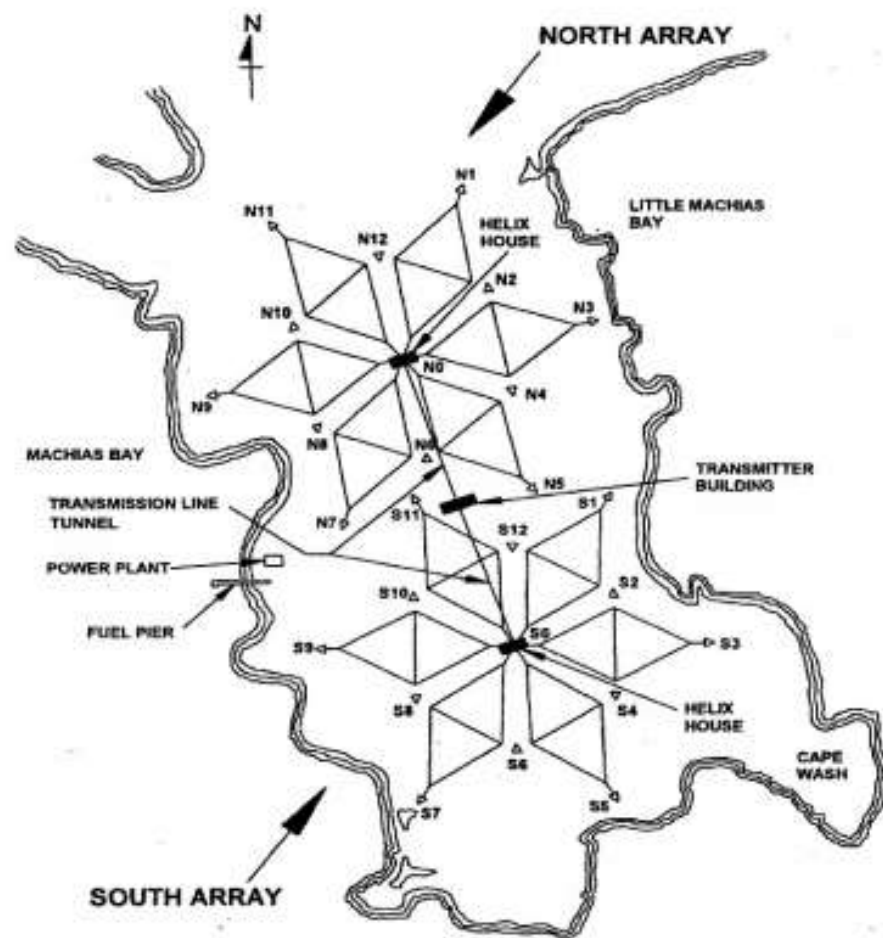 N
NORTH ARRAY
N1
LITTLE MACHIAS
BAY
N11
N12
HELIX
HOUSE
N2
N10
N3
N0
N9
N4
N8
N6
MACHIAS BAY
TRANSMITTER
BUILDING
N5
S1
TRANSMISSION LINE
TUNNEL
N7
S11
S12
POWER PLANT
S10
S2
FUEL PIER
S0
S9
S3
S8
S4
HELIX
HOUSE
S6
CAPE
WASH
S7
S5
SOUTH ARRAY